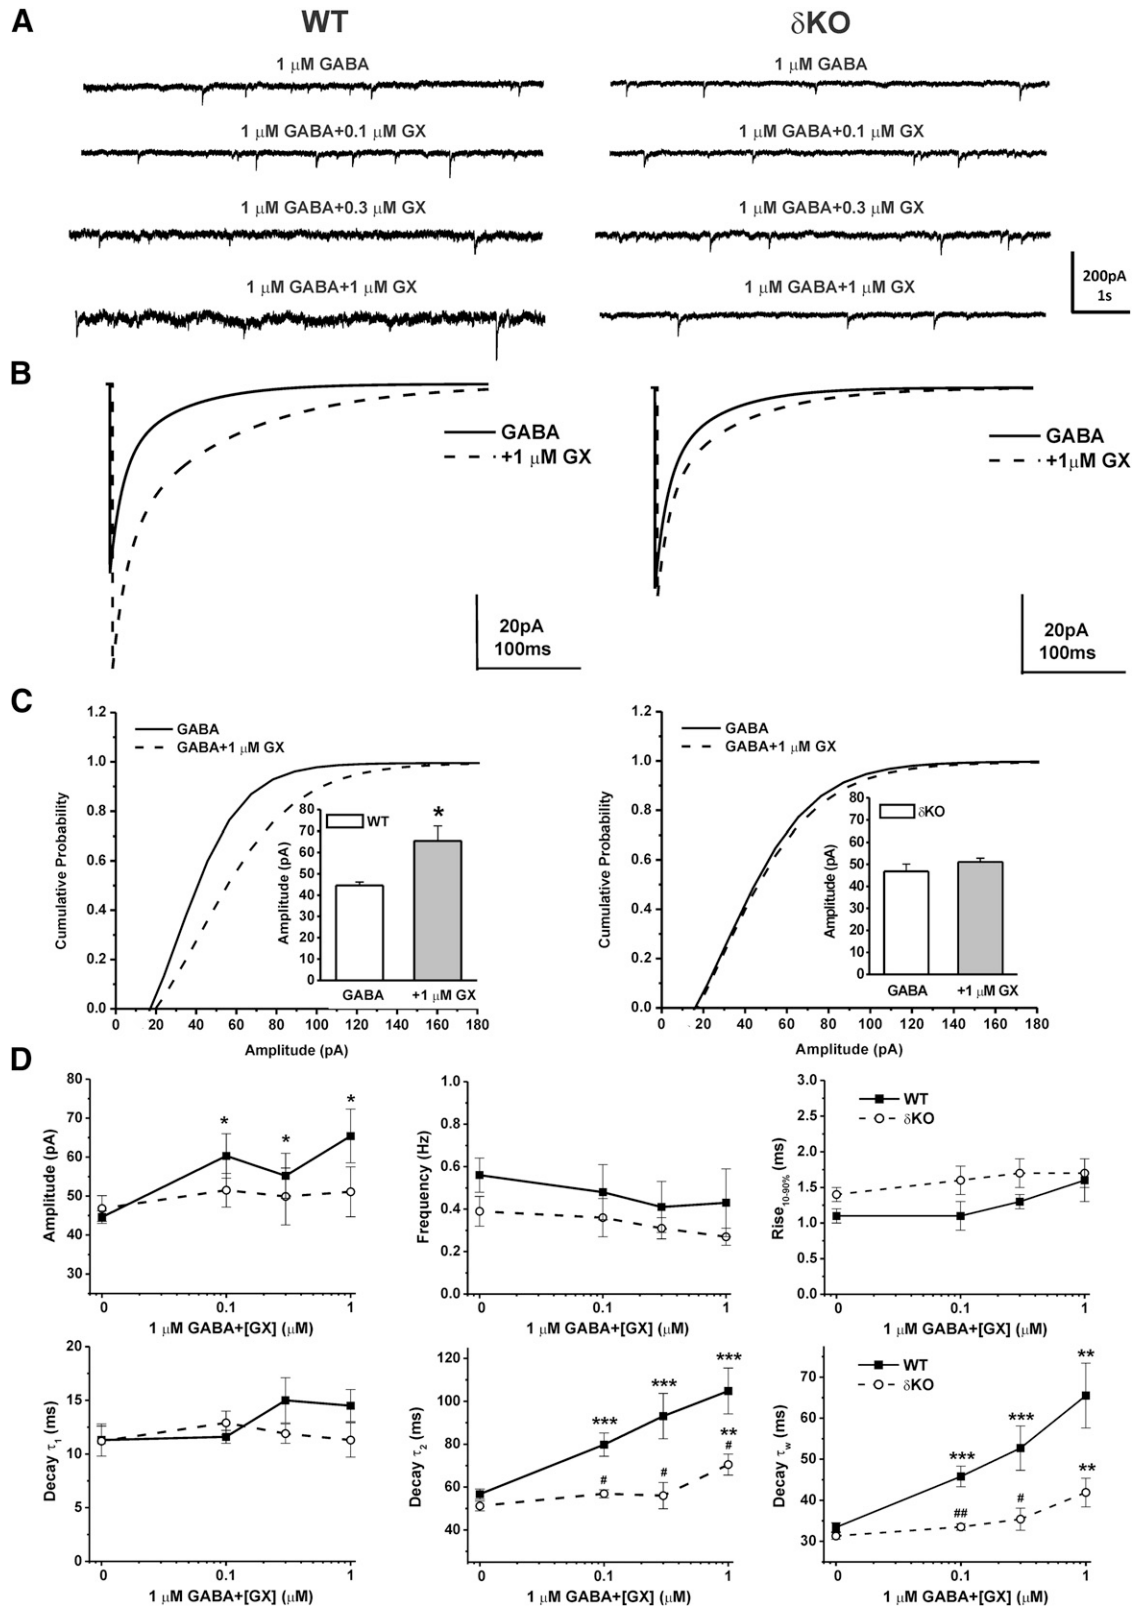 A
WT
δKO
1 μM GABA
1 μM GABA
1 μM GABA+0.1 μM GX
1 μM GABA+0.1 μM GX
1 μM GABA+0.3 μM GX
1 μM GABA+0.3 μM GX
1 μM GABA+1 μM GX
1 μM GABA+1 μM GX
200pA
1s
B
GABA
+1 μM GX
GABA
+1μM GX
20pA
100ms
20pA
100ms
C
Cumulative Probability
1.2
1.0
0.8
0.6
0.4
0.2
0.0
GABA
GABA+1 μM GX
Amplitude (pA)
80
70
60
50
40
30
20
10
0
WT
*
GABA
+1 μM GX
0 20 40 60 80 100 120 140 160 180
Amplitude (pA)
Cumulative Probability
1.2
1.0
0.8
0.6
0.4
0.2
0.0
GABA
GABA+1 μM GX
Amplitude (pA)
80
70
60
50
40
30
20
10
0
δKO
GABA
+1 μM GX
0 20 40 60 80 100 120 140 160 180
Amplitude (pA)
D
Amplitude (pA)
80
70
60
50
40
30
* * *
0 0.1 1
1 μM GABA+[GX] (μM)
Frequency (Hz)
1.0
0.8
0.6
0.4
0.2
0.0
0 0.1 1
1 μM GABA+[GX] (μM)
Rise10-90% (ms)
3.0
2.5
2.0
1.5
1.0
0.5
0.0
WT
δKO
0 0.1 1
1 μM GABA+[GX] (μM)
Decay τ1 (ms)
20
15
10
5
0
0 0.1 1
1 μM GABA+[GX] (μM)
Decay τ2 (ms)
120
100
80
60
40
*** *** ***
**
# # #
0 0.1 1
1 μM GABA+[GX] (μM)
Decay τw (ms)
70
60
50
40
30
20
WT
δKO
*** *** **
**
## #
0 0.1 1
1 μM GABA+[GX] (μM)